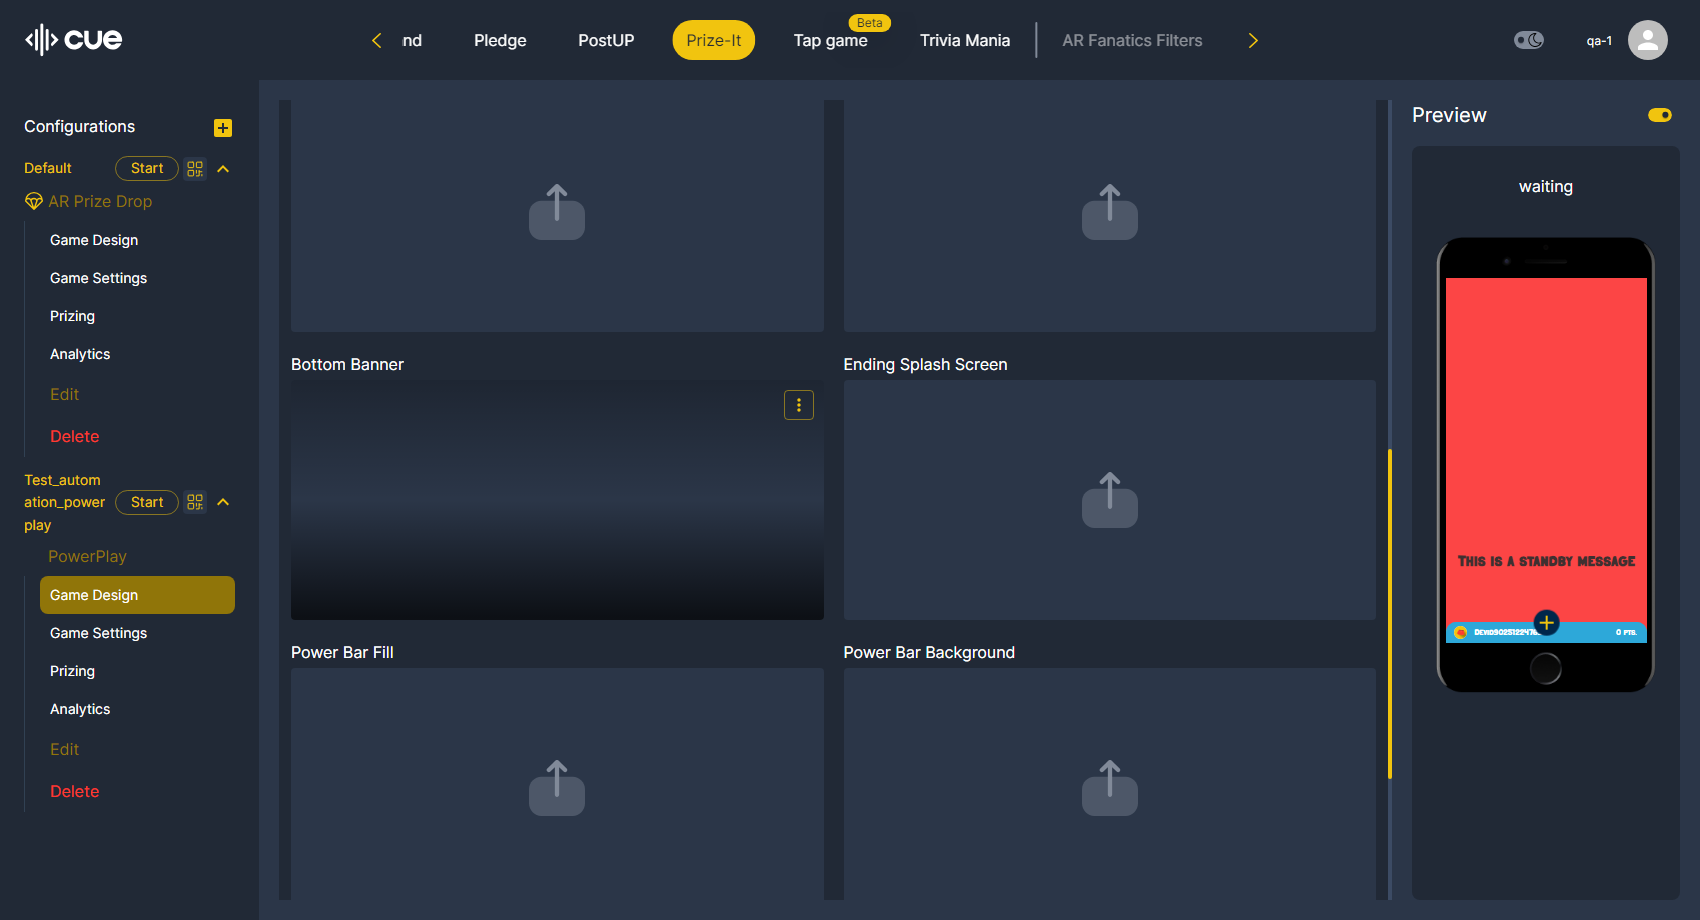 cue
nd
Pledge
PostUP
Prize-It
Tap game
Beta
Trivia Mania
AR Fanatics Filters
qa-1
Configurations
Default
Start
AR Prize Drop
Game Design
Game Settings
Prizing
Analytics
Edit
Delete
Test_autom
ation_power
play
Start
PowerPlay
Game Design
Game Settings
Prizing
Analytics
Edit
Delete
Bottom Banner
Ending Splash Screen
Power Bar Fill
Power Bar Background
Preview
waiting
This is a standby message
0 pts.